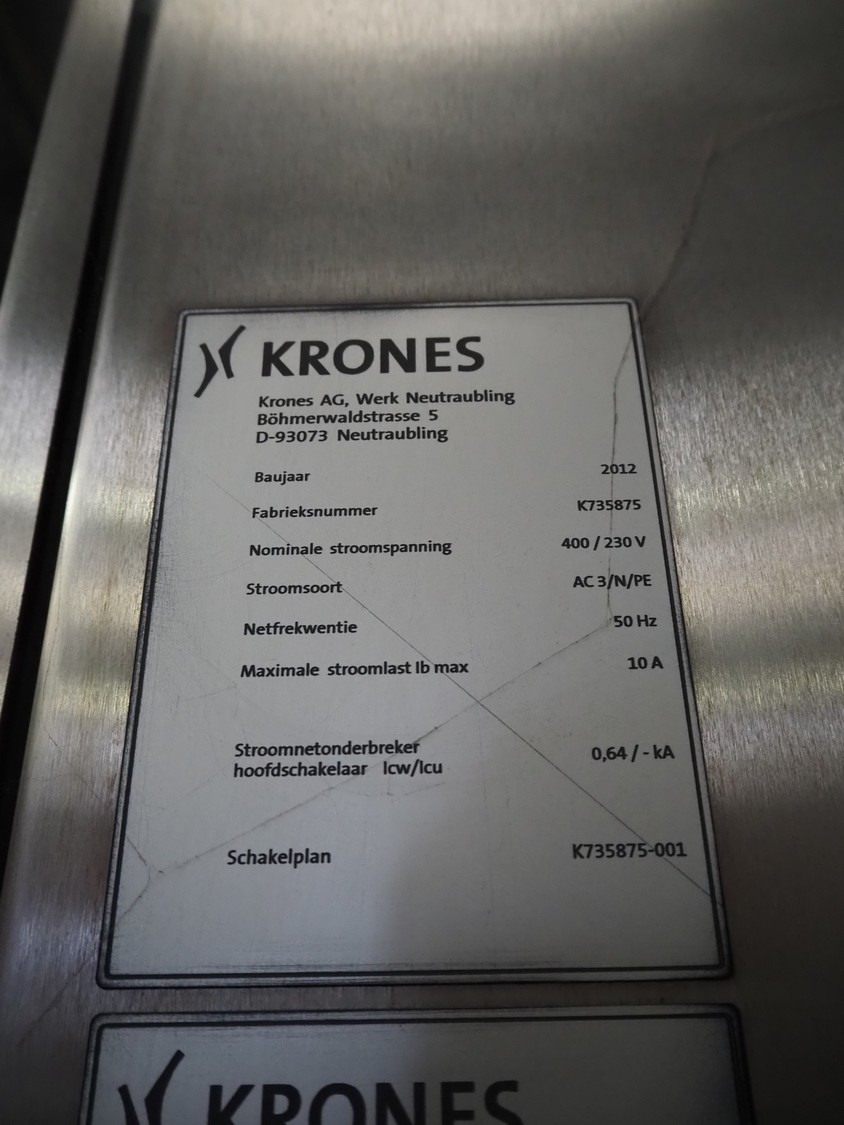 KRONES
Krones AG, Werk Neutraubling
Böhmerwaldstrasse 5
D-93073 Neutraubling
Baujaar 2012
Fabrieksnummer K735875
Nominale stroomspanning 400 / 230 V
Stroomsoort AC 3/N/PE
Netfrekwentie 50 Hz
Maximale stroomlast Ib max 10 A
Stroomnetonderbreker
hoofdschakelaar Icw/Icu 0,64 / - kA
Schakelplan K735875-001
KRONES